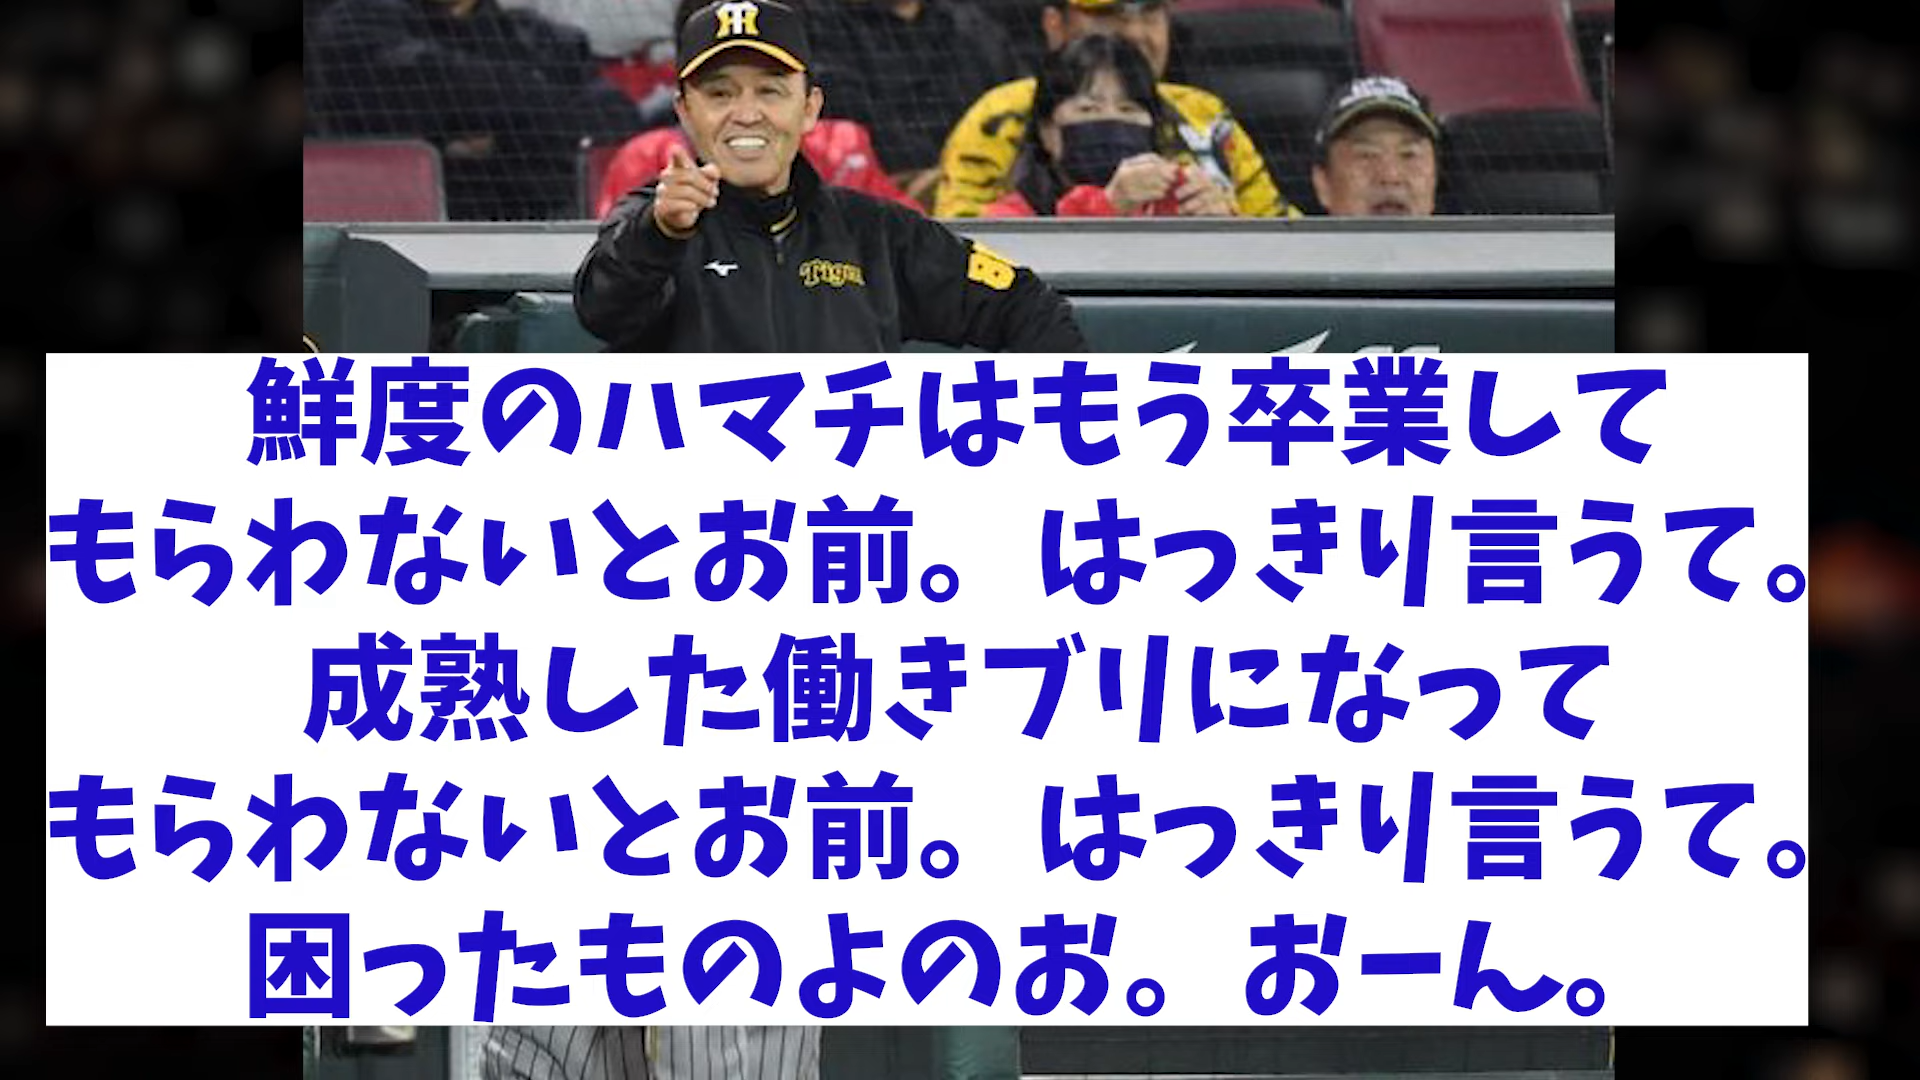 TH
Tigers
8
鮮度のハマチはもう卒業して
もらわないとお前。はっきり言うて。
成熟した働きブリになって
もらわないとお前。はっきり言うて。
困ったものよのお。おーん。